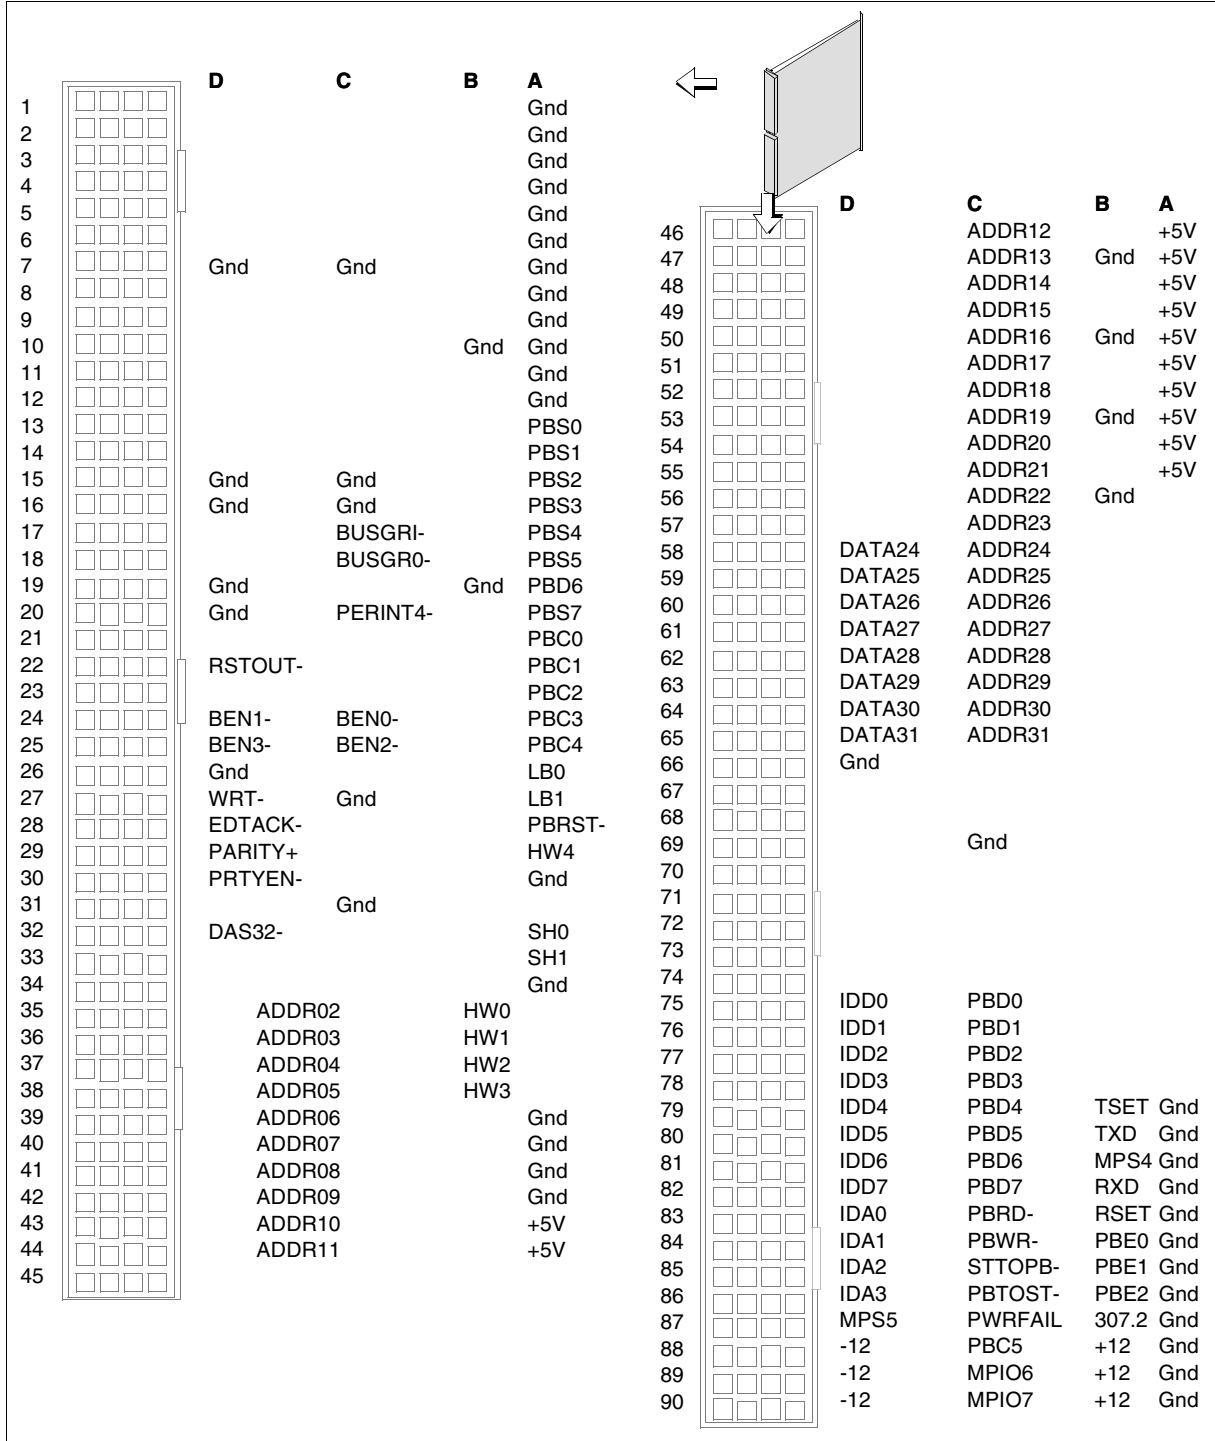 D C B A
1 Gnd
2 Gnd
3 Gnd
4 Gnd
5 Gnd
6 Gnd
7 Gnd Gnd Gnd
8 Gnd
9 Gnd
10 Gnd Gnd
11 Gnd
12 Gnd
13 PBS0
14 PBS1
15 Gnd Gnd PBS2
16 Gnd Gnd PBS3
17 BUSGRI- PBS4
18 BUSGR0- PBS5
19 Gnd Gnd PBD6
20 Gnd PERINT4- PBS7
21 PBC0
22 RSTOUT- PBC1
23 PBC2
24 BEN1- BEN0- PBC3
25 BEN3- BEN2- PBC4
26 Gnd LB0
27 WRT- Gnd LB1
28 EDTACK- PBRST-
29 PARITY+ HW4
30 PRTYEN- Gnd
31 Gnd
32 DAS32- SH0
33 SH1
34 Gnd
35 ADDR02 HW0
36 ADDR03 HW1
37 ADDR04 HW2
38 ADDR05 HW3
39 ADDR06 Gnd
40 ADDR07 Gnd
41 ADDR08 Gnd
42 ADDR09 Gnd
43 ADDR10 +5V
44 ADDR11 +5V
45
D C B A
46 ADDR12 +5V
47 ADDR13 Gnd +5V
48 ADDR14 +5V
49 ADDR15 +5V
50 ADDR16 Gnd +5V
51 ADDR17 +5V
52 ADDR18 +5V
53 ADDR19 Gnd +5V
54 ADDR20 +5V
55 ADDR21 +5V
56 ADDR22 Gnd
57 ADDR23
58 DATA24 ADDR24
59 DATA25 ADDR25
60 DATA26 ADDR26
61 DATA27 ADDR27
62 DATA28 ADDR28
63 DATA29 ADDR29
64 DATA30 ADDR30
65 DATA31 ADDR31
66 Gnd
67
68
69 Gnd
70
71
72
73
74
75 IDD0 PBD0
76 IDD1 PBD1
77 IDD2 PBD2
78 IDD3 PBD3
79 IDD4 PBD4 TSET Gnd
80 IDD5 PBD5 TXD Gnd
81 IDD6 PBD6 MPS4 Gnd
82 IDD7 PBD7 RXD Gnd
83 IDA0 PBRD- RSET Gnd
84 IDA1 PBWR- PBE0 Gnd
85 IDA2 STTOPB- PBE1 Gnd
86 IDA3 PBTOST- PBE2 Gnd
87 MPS5 PWRFAIL 307.2 Gnd
88 -12 PBC5 +12 Gnd
89 -12 MPIO6 +12 Gnd
90 -12 MPIO7 +12 Gnd